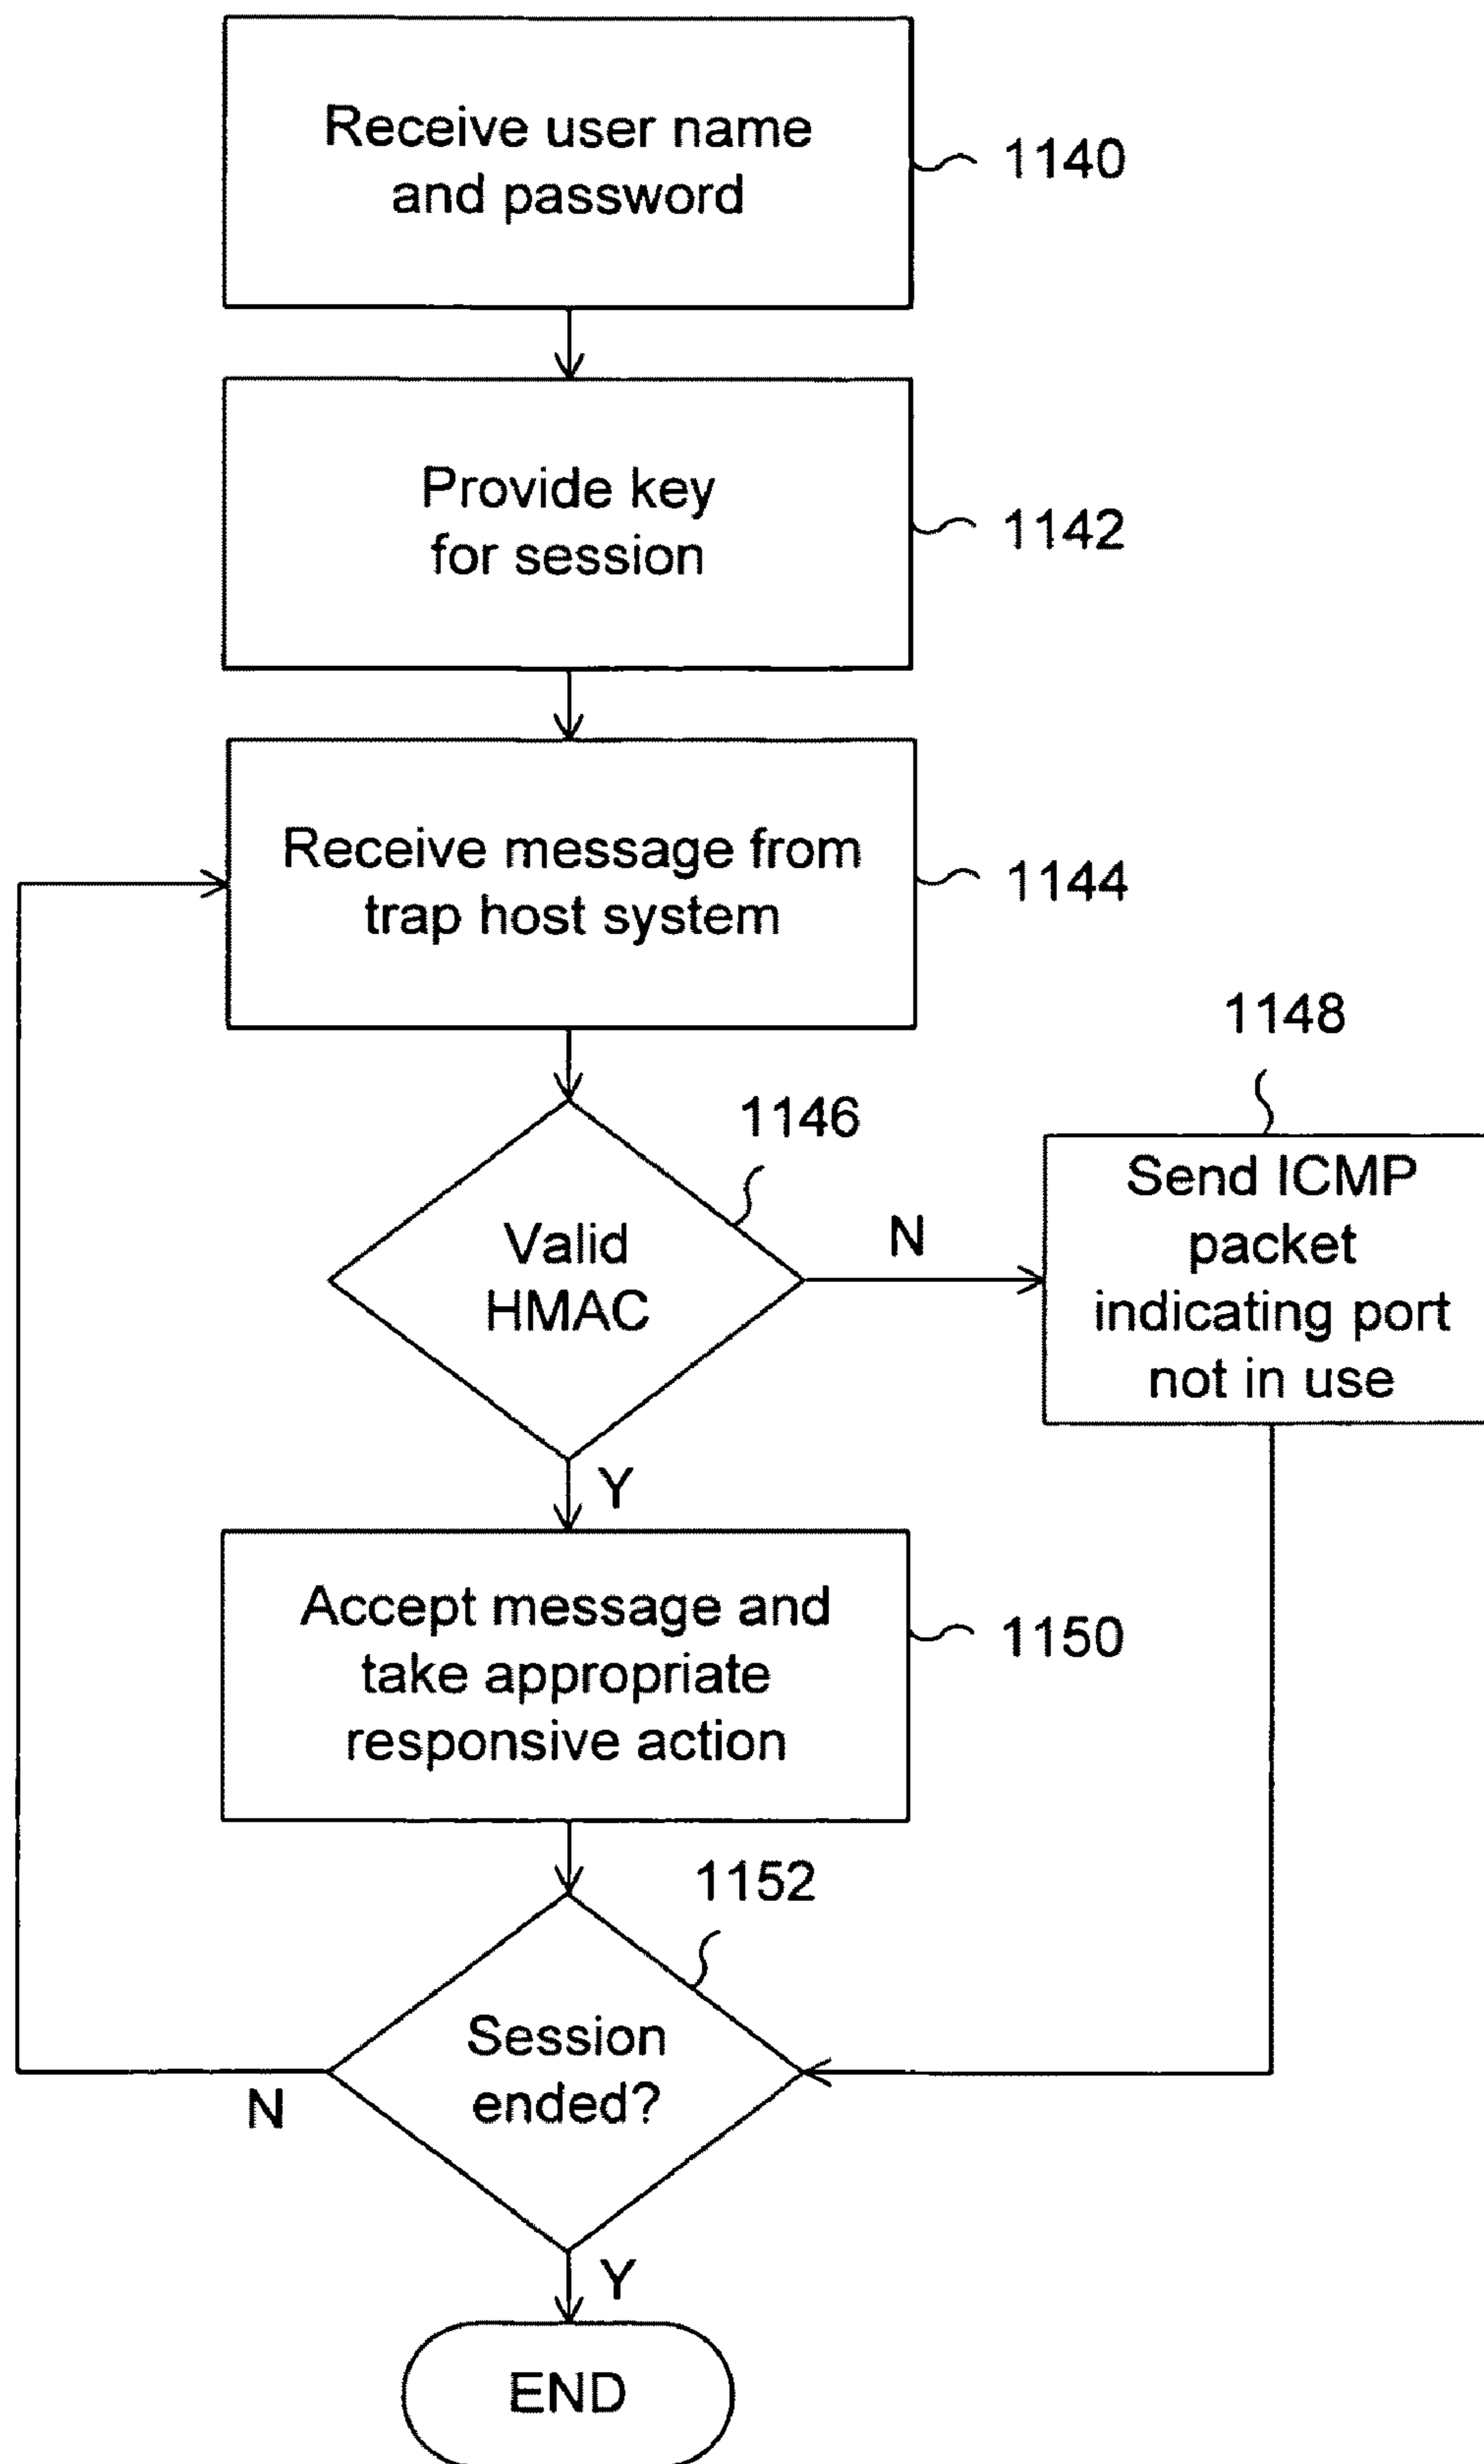 Receive user name
and password
1140
Provide key
for session
1142
Receive message from
trap host system
1144
1146
Valid
HMAC
N
1148
Send ICMP
packet
indicating port
not in use
Y
Accept message and
take appropriate
responsive action
1150
1152
Session
ended?
N
Y
END